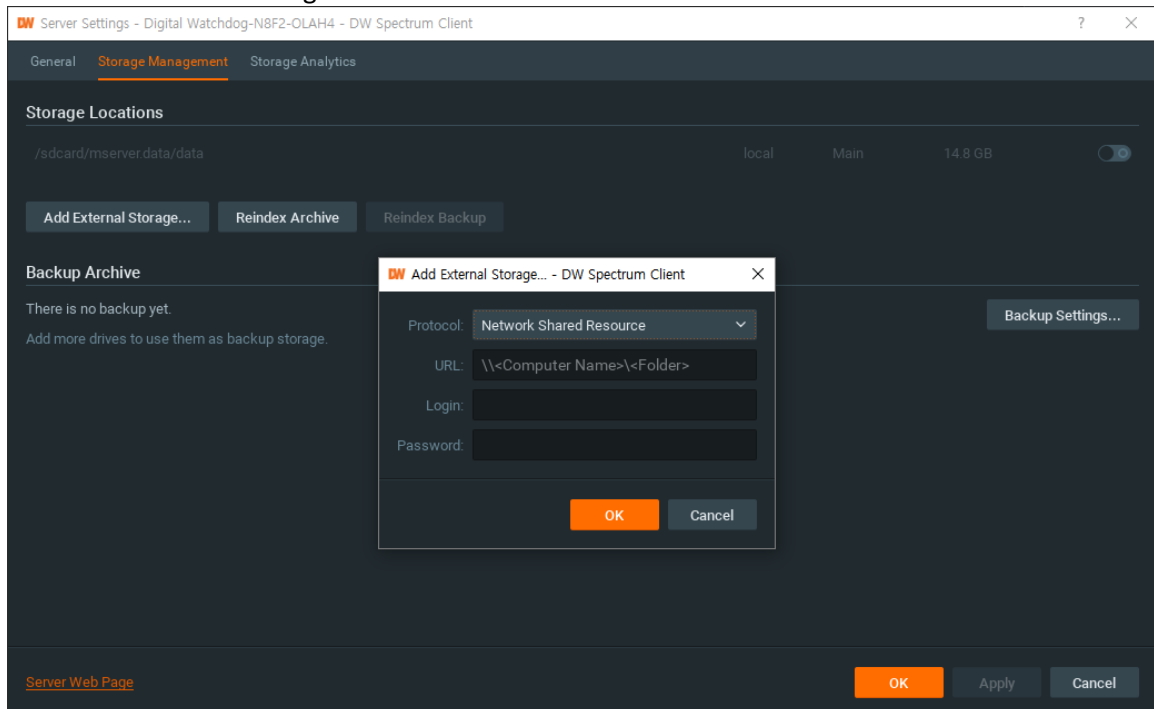 DW Server Settings - Digital Watchdog-N8F2-OLAH4 - DW Spectrum Client ? ×
General Storage Management Storage Analytics
Storage Locations
/sdcard/mserver.data/data local Main 14.8 GB
Add External Storage... Reindex Archive Reindex Backup
Backup Archive
There is no backup yet.
Add more drives to use them as backup storage.
Backup Settings...
DW Add External Storage... - DW Spectrum Client ×
Protocol: Network Shared Resource
URL: \\<Computer Name>\<Folder>
Login:
Password:
OK Cancel
Server Web Page
OK Apply Cancel